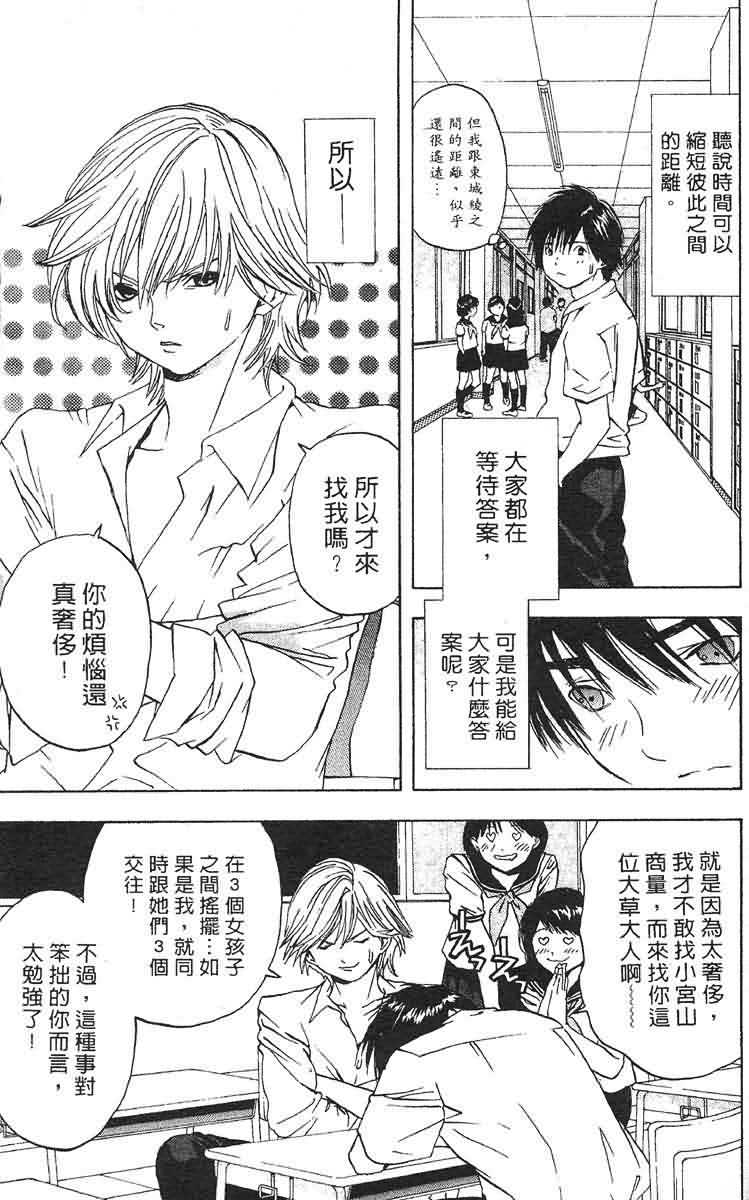 聽說時間可以
縮短彼此之間
的距離。
但我跟東城綾之
間的距離、似乎
還很遙遠…
大家都在
等待答案，
可是我能給
大家什麼答
案呢？
所以—
所以才來
找我嗎？
你的煩惱還
真奢侈！
就是因為太奢侈，
我才不敢找小宮山
商量，而來找你這
位大草大人啊~~~~
在3個女孩子
之間搖擺…如
果是我，就同
時跟她們3個
交往！
不過，這種事對
笨拙的你而言，
太勉強了！